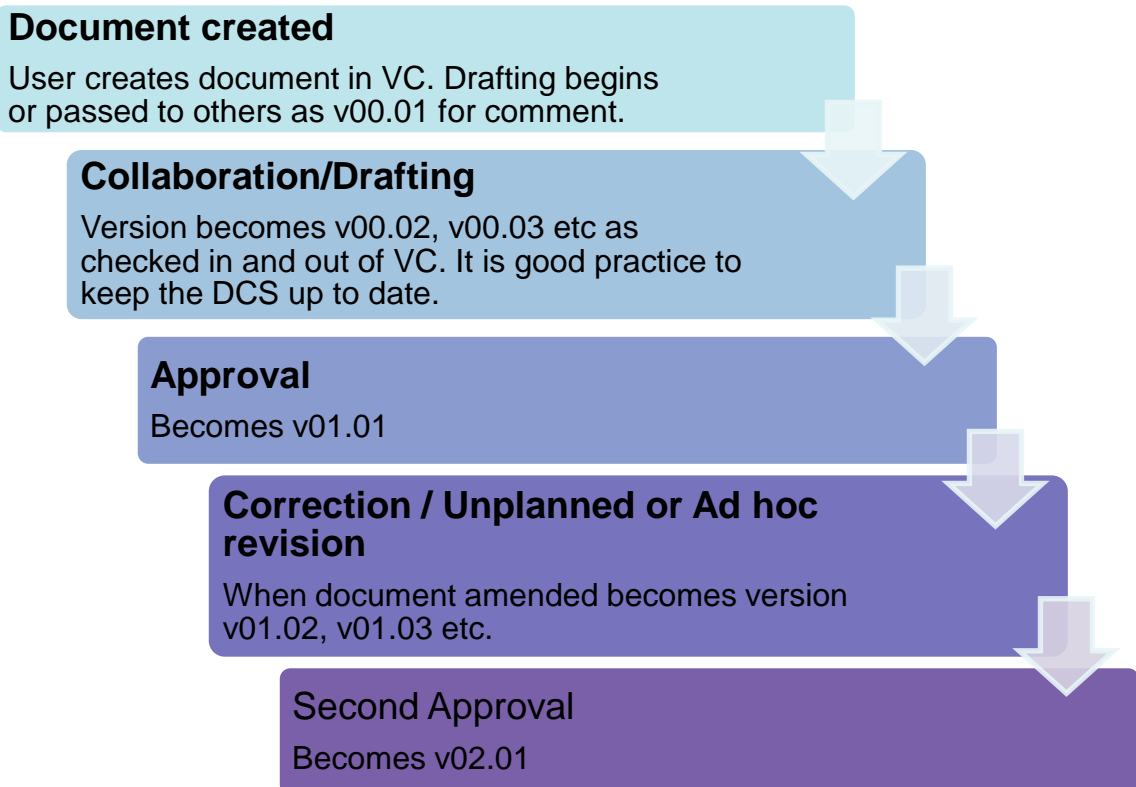 Document created
User creates document in VC. Drafting begins
or passed to others as v00.01 for comment.
Collaboration/Drafting
Version becomes v00.02, v00.03 etc as
checked in and out of VC. It is good practice to
keep the DCS up to date.
Approval
Becomes v01.01
Correction / Unplanned or Ad hoc
revision
When document amended becomes version
v01.02, v01.03 etc.
Second Approval
Becomes v02.01